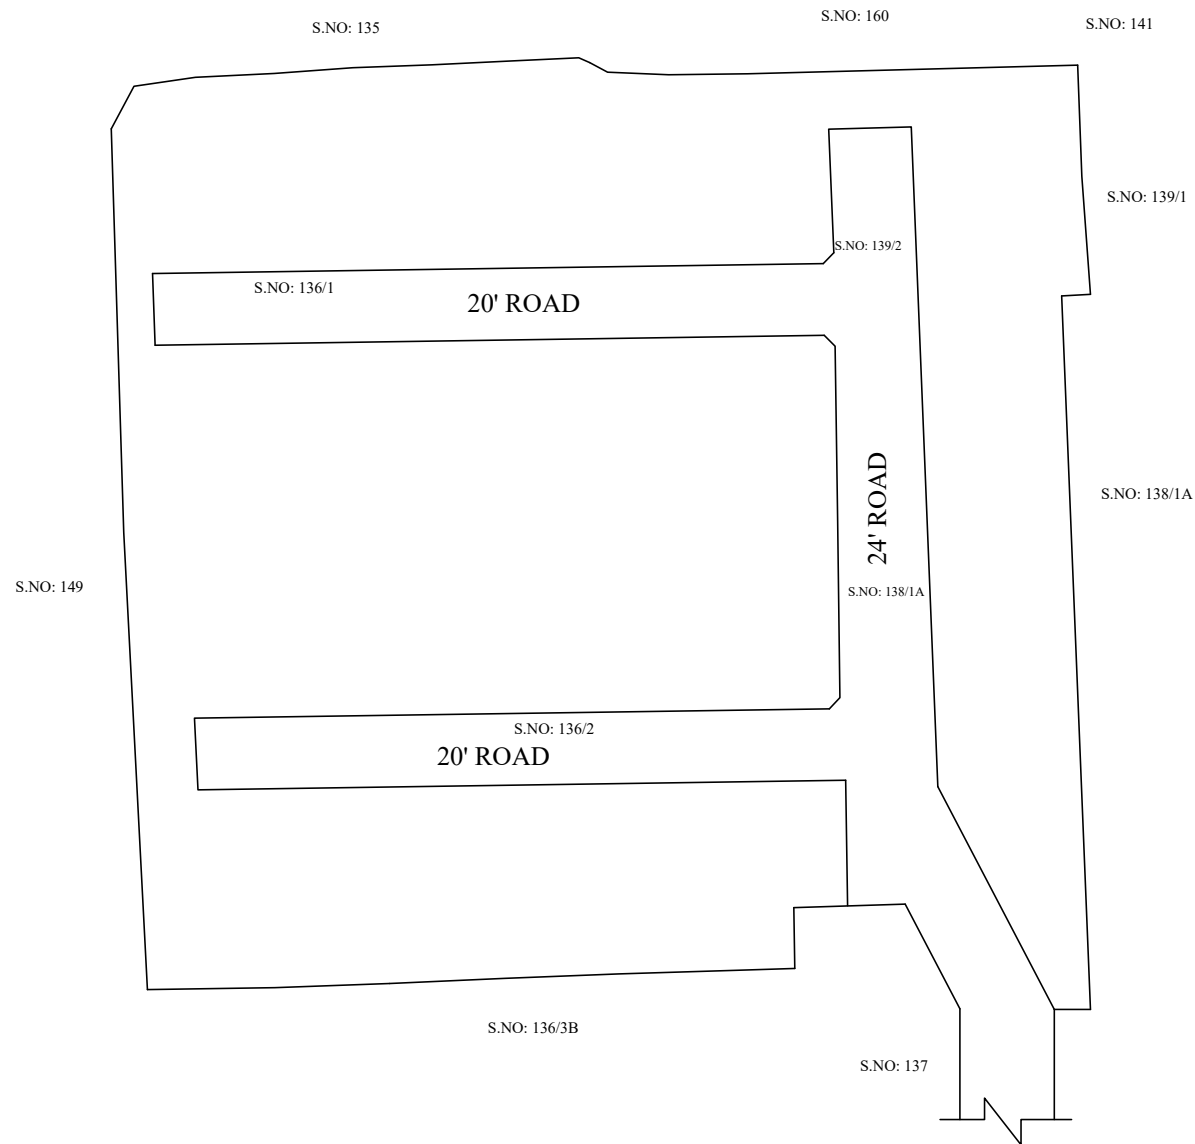 S.NO: 160
S.NO: 141
S.NO: 135
S.NO: 139/1
S.NO: 139/2
S.NO: 136/1
20' ROAD
24' ROAD
S.NO: 138/1A
S.NO: 149
S.NO: 138/1A
S.NO: 136/2
20' ROAD
S.NO: 136/3B
S.NO: 137